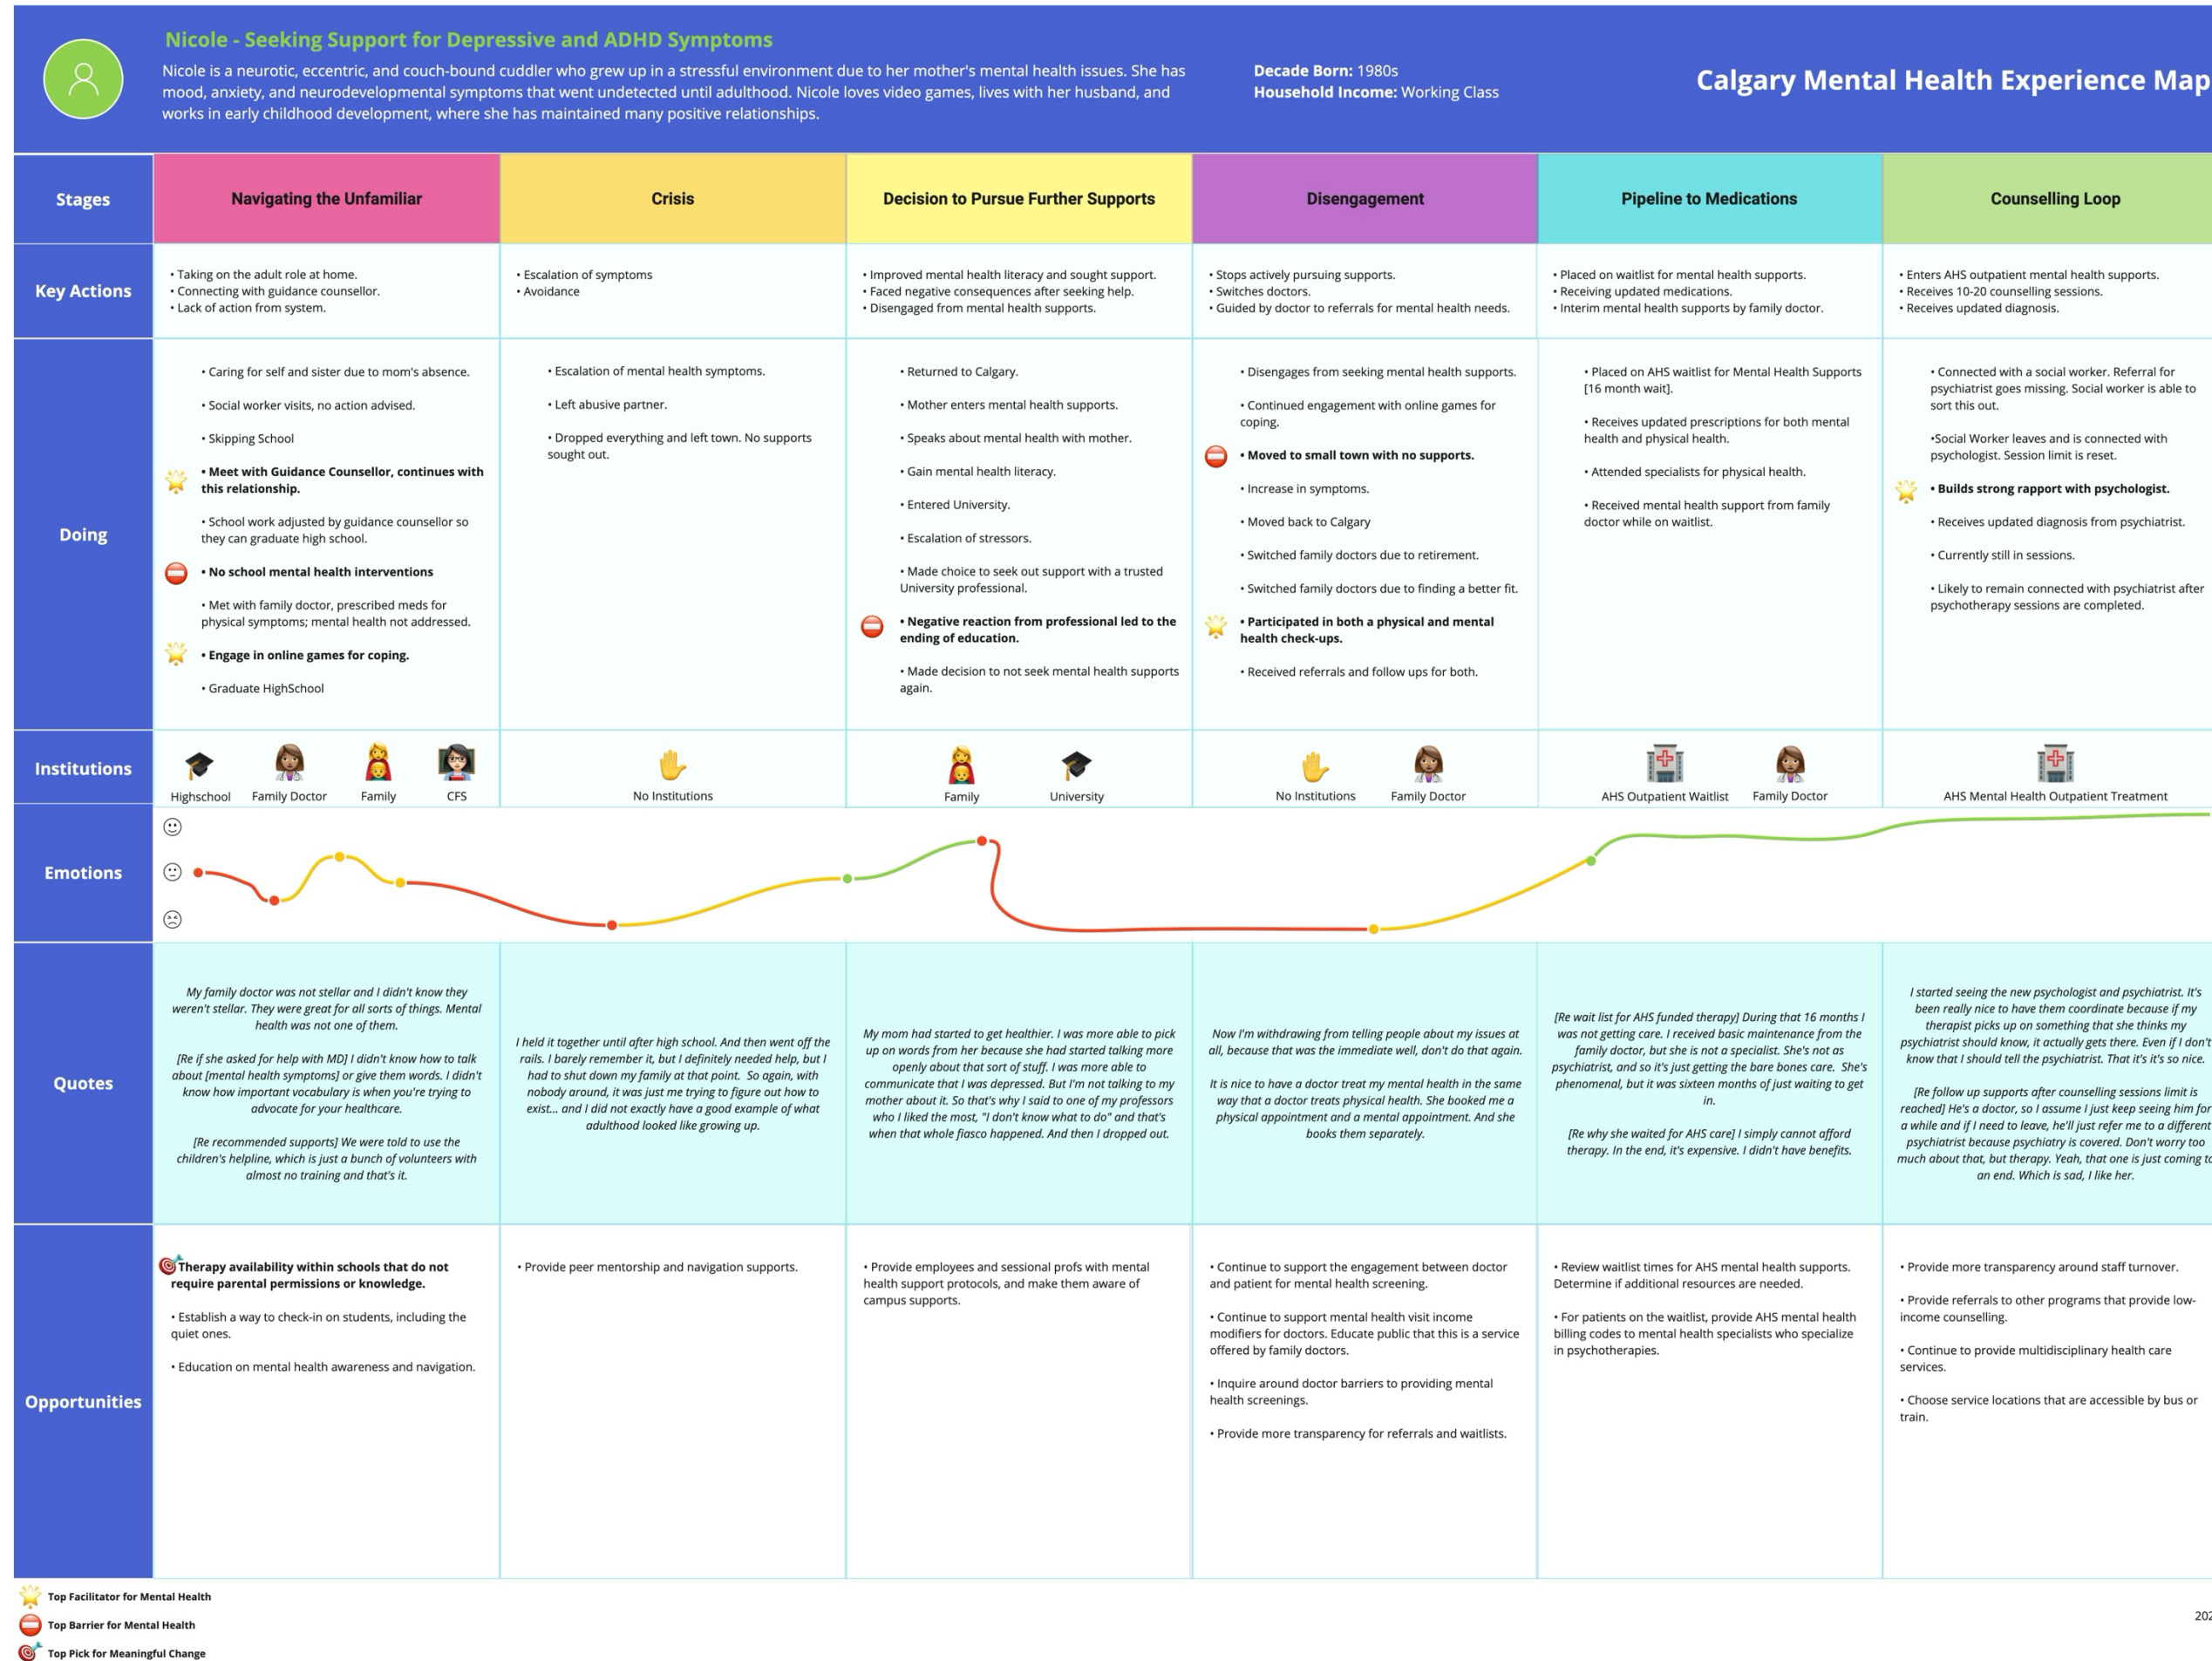 Nicole - Seeking Support for Depressive and ADHD Symptoms
Nicole is a neurotic, eccentric, and couch-bound cuddler who grew up in a stressful environment due to her mother's mental health issues. She has
mood, anxiety, and neurodevelopmental symptoms that went undetected until adulthood. Nicole loves video games, lives with her husband, and
works in early childhood development, where she has maintained many positive relationships.
Decade Born: 1980s
Household Income: Working Class
Calgary Mental Health Experience Map
Stages
Navigating the Unfamiliar
Crisis
Decision to Pursue Further Supports
Disengagement
Pipeline to Medications
Counselling Loop
Key Actions
• Taking on the adult role at home.
• Connecting with guidance counsellor.
• Lack of action from system.
• Escalation of symptoms
• Avoidance
• Improved mental health literacy and sought support.
• Faced negative consequences after seeking help.
• Disengaged from mental health supports.
• Stops actively pursuing supports.
• Switches doctors.
• Guided by doctor to referrals for mental health needs.
• Placed on waitlist for mental health supports.
• Receiving updated medications.
• Interim mental health supports by family doctor.
• Enters AHS outpatient mental health supports.
• Receives 10-20 counselling sessions.
• Receives updated diagnosis.
Doing
• Caring for self and sister due to mom's absence.
• Social worker visits, no action advised.
• Skipping School
• Meet with Guidance Counsellor, continues with
this relationship.
• School work adjusted by guidance counsellor so
they can graduate high school.
• No school mental health interventions
• Met with family doctor, prescribed meds for
physical symptoms; mental health not addressed.
• Engage in online games for coping.
• Graduate HighSchool
• Escalation of mental health symptoms.
• Left abusive partner.
• Dropped everything and left town. No supports
sought out.
• Returned to Calgary.
• Mother enters mental health supports.
• Speaks about mental health with mother.
• Gain mental health literacy.
• Entered University.
• Escalation of stressors.
• Made choice to seek out support with a trusted
University professional.
• Negative reaction from professional led to the
ending of education.
• Made decision to not seek mental health supports
again.
• Disengages from seeking mental health supports.
• Continued engagement with online games for
coping.
• Moved to small town with no supports.
• Increase in symptoms.
• Moved back to Calgary
• Switched family doctors due to retirement.
• Switched family doctors due to finding a better fit.
• Participated in both a physical and mental
health check-ups.
• Received referrals and follow ups for both.
• Placed on AHS waitlist for Mental Health Supports
[16 month wait].
• Receives updated prescriptions for both mental
health and physical health.
• Attended specialists for physical health.
• Received mental health support from family
doctor while on waitlist.
• Connected with a social worker. Referral for
psychiatrist goes missing. Social worker is able to
sort this out.
•Social Worker leaves and is connected with
psychologist. Session limit is reset.
• Builds strong rapport with psychologist.
• Receives updated diagnosis from psychiatrist.
• Currently still in sessions.
• Likely to remain connected with psychiatrist after
psychotherapy sessions are completed.
Institutions
Highschool
Family Doctor
Family
CFS
No Institutions
Family
University
No Institutions
Family Doctor
AHS Outpatient Waitlist
Family Doctor
AHS Mental Health Outpatient Treatment
Emotions
Quotes
My family doctor was not stellar and I didn't know they
weren't stellar. They were great for all sorts of things. Mental
health was not one of them.
[Re if she asked for help with MD] I didn't know how to talk
about [mental health symptoms] or give them words. I didn't
know how important vocabulary is when you're trying to
advocate for your healthcare.
[Re recommended supports] We were told to use the
children's helpline, which is just a bunch of volunteers with
almost no training and that's it.
I held it together until after high school. And then went off the
rails. I barely remember it, but I definitely needed help, but I
had to shut down my family at that point. So again, with
nobody around, it was just me trying to figure out how to
exist... and I did not exactly have a good example of what
adulthood looked like growing up.
My mom had started to get healthier. I was more able to pick
up on words from her because she had started talking more
openly about that sort of stuff. I was more able to
communicate that I was depressed. But I'm not talking to my
mother about it. So that's why I said to one of my professors
who I liked the most, "I don't know what to do" and that's
when that whole fiasco happened. And then I dropped out.
Now I'm withdrawing from telling people about my issues at
all, because that was the immediate well, don't do that again.
It is nice to have a doctor treat my mental health in the same
way that a doctor treats physical health. She booked me a
physical appointment and a mental appointment. And she
books them separately.
[Re wait list for AHS funded therapy] During that 16 months I
was not getting care. I received basic maintenance from the
family doctor, but she is not a specialist. She's not as
psychiatrist, and so it's just getting the bare bones care. She's
phenomenal, but it was sixteen months of just waiting to get
in.
[Re why she waited for AHS care] I simply cannot afford
therapy. In the end, it's expensive. I didn't have benefits.
I started seeing the new psychologist and psychiatrist. It's
been really nice to have them coordinate because if my
therapist picks up on something that she thinks my
psychiatrist should know, it actually gets there. Even if I don't
know that I should tell the psychiatrist. That it's it's so nice.
[Re follow up supports after counselling sessions limit is
reached] He's a doctor, so I assume I just keep seeing him for
a while and if I need to leave, he'll just refer me to a different
psychiatrist because psychiatry is covered. Don't worry too
much about that, but therapy. Yeah, that one is just coming to
an end. Which is sad, I like her.
Opportunities
Therapy availability within schools that do not
require parental permissions or knowledge.
• Establish a way to check-in on students, including the
quiet ones.
• Education on mental health awareness and navigation.
• Provide peer mentorship and navigation supports.
• Provide employees and sessional profs with mental
health support protocols, and make them aware of
campus supports.
• Continue to support the engagement between doctor
and patient for mental health screening.
• Continue to support mental health visit income
modifiers for doctors. Educate public that this is a service
offered by family doctors.
• Inquire around doctor barriers to providing mental
health screenings.
• Provide more transparency for referrals and waitlists.
• Review waitlist times for AHS mental health supports.
Determine if additional resources are needed.
• For patients on the waitlist, provide AHS mental health
billing codes to mental health specialists who specialize
in psychotherapies.
• Provide more transparency around staff turnover.
• Provide referrals to other programs that provide low-
income counselling.
• Continue to provide multidisciplinary health care
services.
• Choose service locations that are accessible by bus or
train.
Top Facilitator for Mental Health
Top Barrier for Mental Health
Top Pick for Meaningful Change